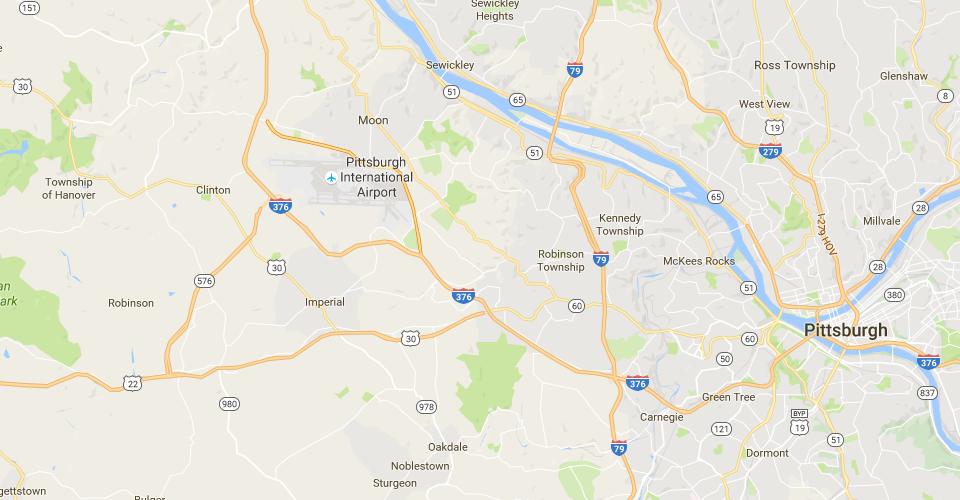 151
Sewickley
Heights
Sewickley
79
Ross Township
Glenshaw
30
51
65
8
West View
Moon
19
51
279
Pittsburgh
International
Airport
Township
of Hanover
Clinton
65
376
28
Kennedy
Township
Millvale
I-279 HOV
Robinson
Township
79
McKees Rocks
30
28
576
51
376
380
Robinson
Imperial
60
Pittsburgh
30
60
50
376
22
376
837
Green Tree
980
978
Carnegie
BYP
19
121
51
Oakdale
79
Dormont
Noblestown
Sturgeon